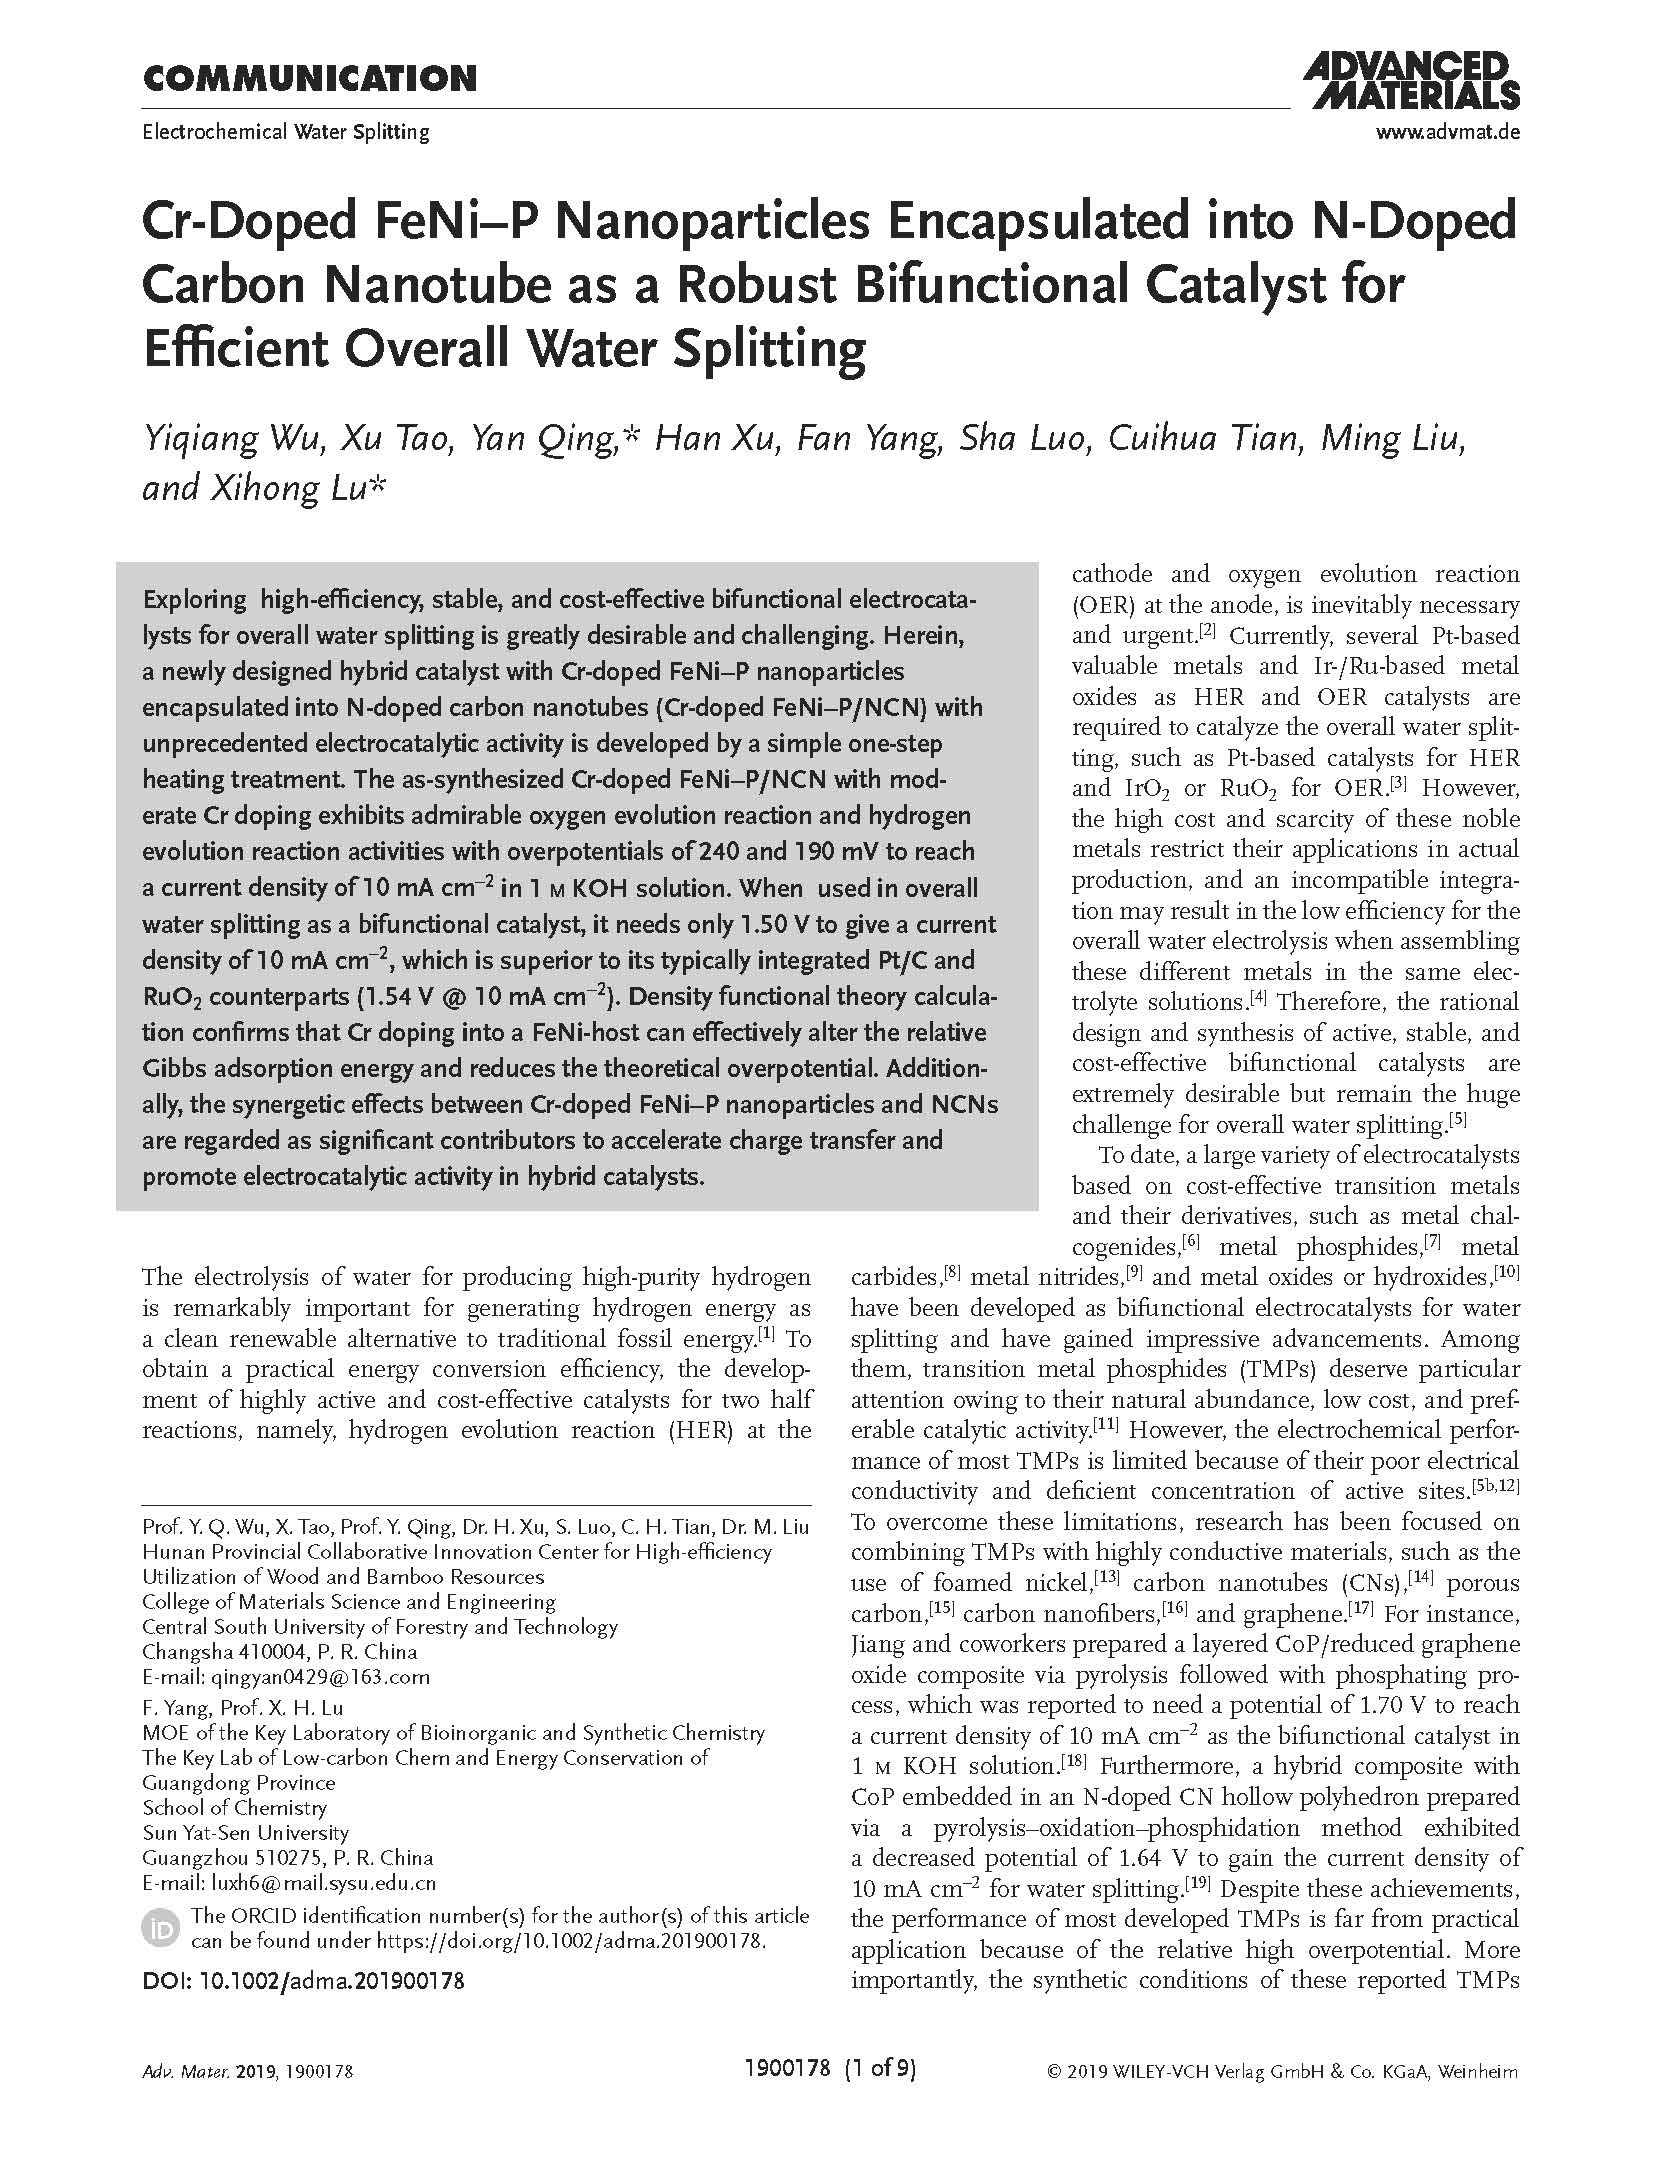 COMMUNICATION
ADVANCED
MATERIALS
Electrochemical Water Splitting
www.advmat.de
Cr-Doped FeNi–P Nanoparticles Encapsulated into N-Doped
Carbon Nanotube as a Robust Bifunctional Catalyst for
Efficient Overall Water Splitting
Yiqiang Wu, Xu Tao, Yan Qing,* Han Xu, Fan Yang, Sha Luo, Cuihua Tian, Ming Liu,
and Xihong Lu*
Exploring high-efficiency, stable, and cost-effective bifunctional electrocata-
lysts for overall water splitting is greatly desirable and challenging. Herein,
a newly designed hybrid catalyst with Cr-doped FeNi–P nanoparticles
encapsulated into N-doped carbon nanotubes (Cr-doped FeNi–P/NCN) with
unprecedented electrocatalytic activity is developed by a simple one-step
heating treatment. The as-synthesized Cr-doped FeNi–P/NCN with mod-
erate Cr doping exhibits admirable oxygen evolution reaction and hydrogen
evolution reaction activities with overpotentials of 240 and 190 mV to reach
a current density of 10 mA cm–2 in 1 M KOH solution. When used in overall
water splitting as a bifunctional catalyst, it needs only 1.50 V to give a current
density of 10 mA cm–2, which is superior to its typically integrated Pt/C and
RuO2 counterparts (1.54 V @ 10 mA cm–2). Density functional theory calcula-
tion confirms that Cr doping into a FeNi-host can effectively alter the relative
Gibbs adsorption energy and reduces the theoretical overpotential. Addition-
ally, the synergetic effects between Cr-doped FeNi–P nanoparticles and NCNs
are regarded as significant contributors to accelerate charge transfer and
promote electrocatalytic activity in hybrid catalysts.
The electrolysis of water for producing high-purity hydrogen
is remarkably important for generating hydrogen energy as
a clean renewable alternative to traditional fossil energy.[1] To
obtain a practical energy conversion efficiency, the develop-
ment of highly active and cost-effective catalysts for two half
reactions, namely, hydrogen evolution reaction (HER) at the
cathode and oxygen evolution reaction
(OER) at the anode, is inevitably necessary
and urgent.[2] Currently, several Pt-based
valuable metals and Ir-/Ru-based metal
oxides as HER and OER catalysts are
required to catalyze the overall water split-
ting, such as Pt-based catalysts for HER
and IrO2 or RuO2 for OER.[3] However,
the high cost and scarcity of these noble
metals restrict their applications in actual
production, and an incompatible integra-
tion may result in the low efficiency for the
overall water electrolysis when assembling
these different metals in the same elec-
trolyte solutions.[4] Therefore, the rational
design and synthesis of active, stable, and
cost-effective bifunctional catalysts are
extremely desirable but remain the huge
challenge for overall water splitting.[5]
To date, a large variety of electrocatalysts
based on cost-effective transition metals
and their derivatives, such as metal chal-
cogenides,[6] metal phosphides,[7] metal
carbides,[8] metal nitrides,[9] and metal oxides or hydroxides,[10]
have been developed as bifunctional electrocatalysts for water
splitting and have gained impressive advancements. Among
them, transition metal phosphides (TMPs) deserve particular
attention owing to their natural abundance, low cost, and pref-
erable catalytic activity.[11] However, the electrochemical perfor-
mance of most TMPs is limited because of their poor electrical
conductivity and deficient concentration of active sites.[5b,12]
To overcome these limitations, research has been focused on
combining TMPs with highly conductive materials, such as the
use of foamed nickel,[13] carbon nanotubes (CNs),[14] porous
carbon,[15] carbon nanofibers,[16] and graphene.[17] For instance,
Jiang and coworkers prepared a layered CoP/reduced graphene
oxide composite via pyrolysis followed with phosphating pro-
cess, which was reported to need a potential of 1.70 V to reach
a current density of 10 mA cm–2 as the bifunctional catalyst in
1 M KOH solution.[18] Furthermore, a hybrid composite with
CoP embedded in an N-doped CN hollow polyhedron prepared
via a pyrolysis–oxidation–phosphidation method exhibited
a decreased potential of 1.64 V to gain the current density of
10 mA cm–2 for water splitting.[19] Despite these achievements,
the performance of most developed TMPs is far from practical
application because of the relative high overpotential. More
importantly, the synthetic conditions of these reported TMPs
Prof. Y. Q. Wu, X. Tao, Prof. Y. Qing, Dr. H. Xu, S. Luo, C. H. Tian, Dr. M. Liu
Hunan Provincial Collaborative Innovation Center for High-efficiency
Utilization of Wood and Bamboo Resources
College of Materials Science and Engineering
Central South University of Forestry and Technology
Changsha 410004, P. R. China
E-mail: qingyan0429@163.com
F. Yang, Prof. X. H. Lu
MOE of the Key Laboratory of Bioinorganic and Synthetic Chemistry
The Key Lab of Low-carbon Chem and Energy Conservation of
Guangdong Province
School of Chemistry
Sun Yat-Sen University
Guangzhou 510275, P. R. China
E-mail: luxh6@mail.sysu.edu.cn
iD
The ORCID identification number(s) for the author(s) of this article
can be found under https://doi.org/10.1002/adma.201900178.
DOI: 10.1002/adma.201900178
Adv. Mater. 2019, 1900178
1900178 (1 of 9)
© 2019 WILEY-VCH Verlag GmbH & Co. KGaA, Weinheim